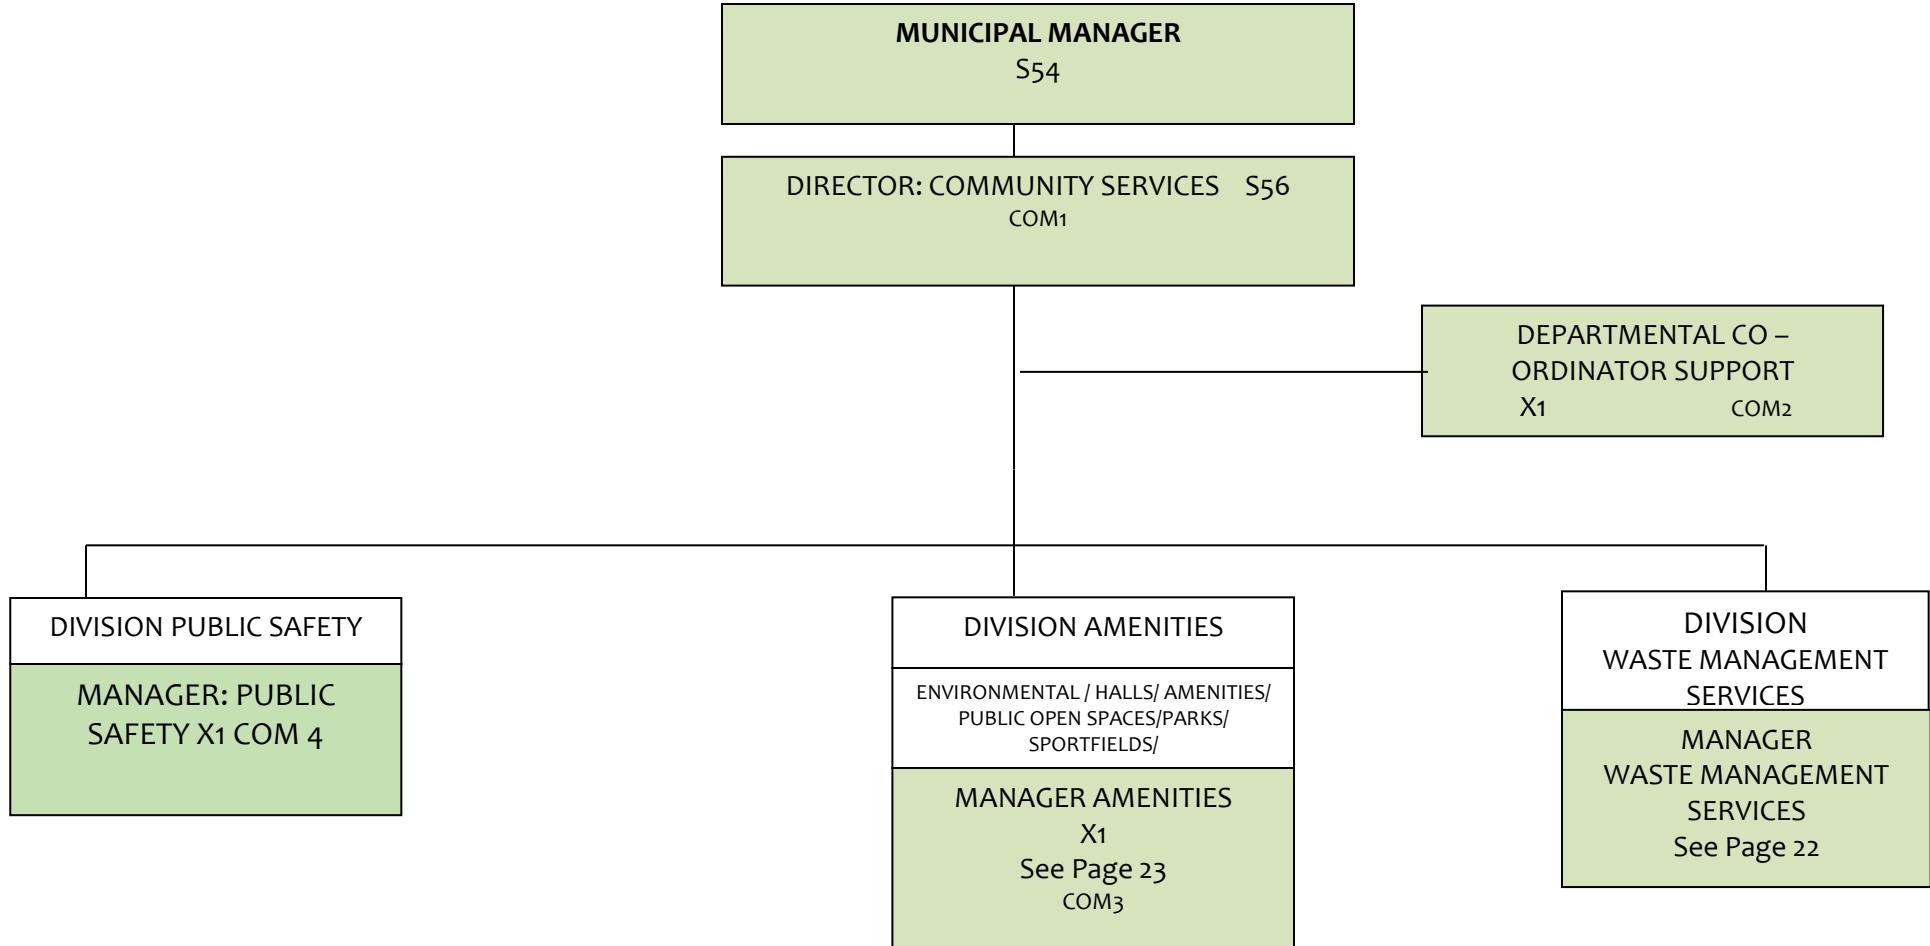 MUNICIPAL MANAGER
S54
DIRECTOR: COMMUNITY SERVICES S56
COM1
DEPARTMENTAL CO –
ORDINATOR SUPPORT
X1 COM2
DIVISION PUBLIC SAFETY
MANAGER: PUBLIC
SAFETY X1 COM 4
DIVISION AMENITIES
ENVIRONMENTAL / HALLS/ AMENITIES/
PUBLIC OPEN SPACES/PARKS/
SPORTFIELDS/
MANAGER AMENITIES
X1
See Page 23
COM3
DIVISION
WASTE MANAGEMENT
SERVICES
MANAGER
WASTE MANAGEMENT
SERVICES
See Page 22